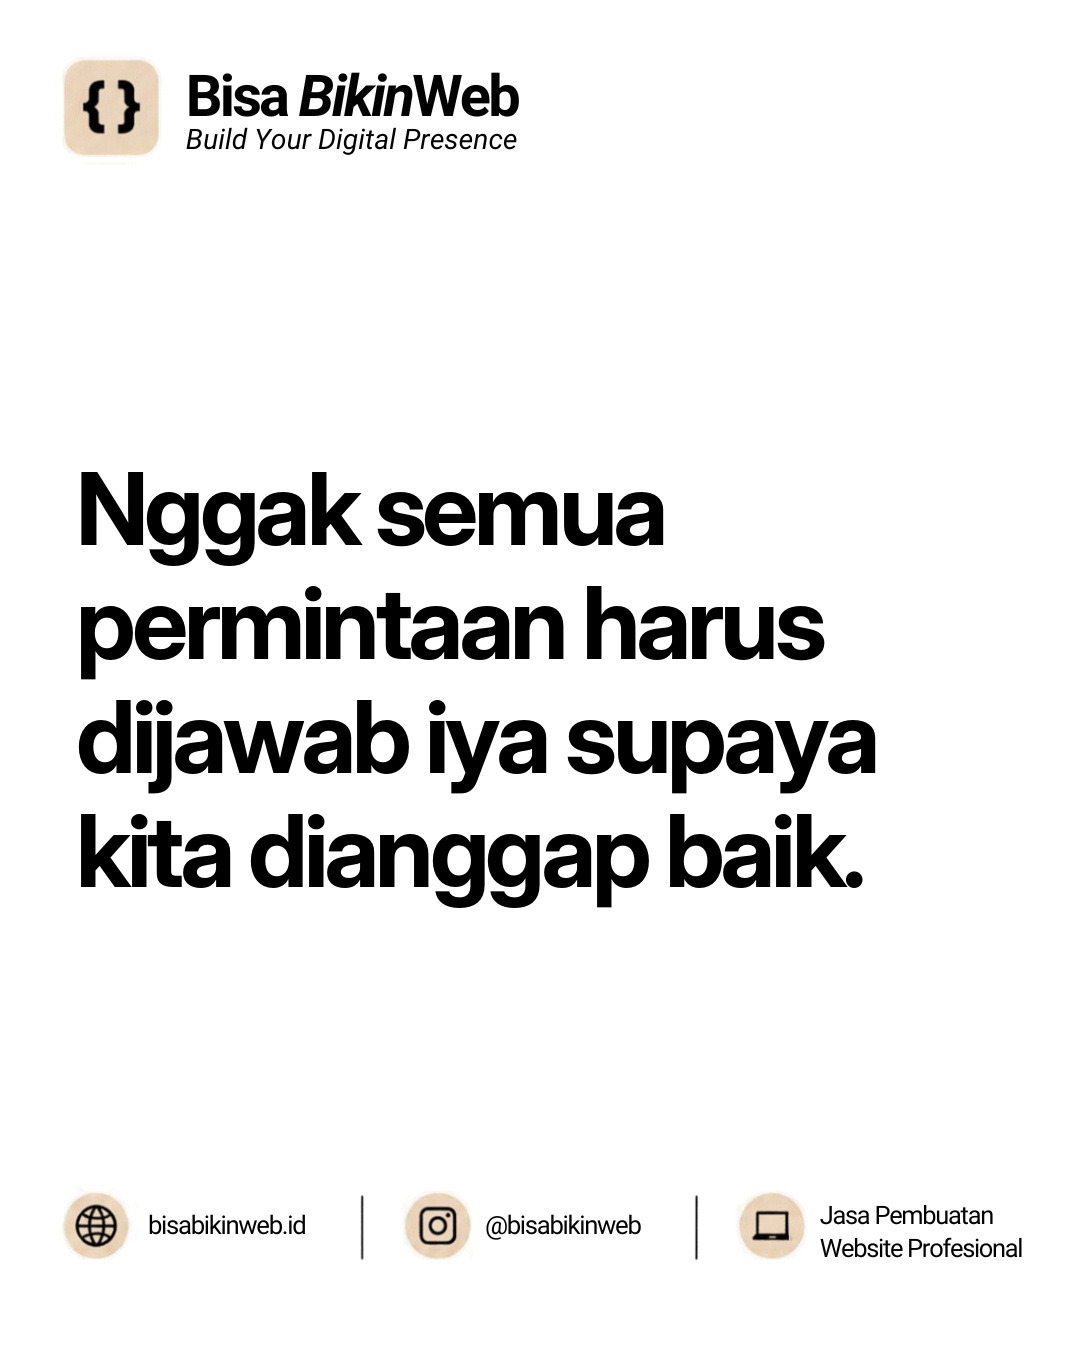 { }
Bisa BikinWeb
Build Your Digital Presence
Nggak semua
permintaan harus
dijawab iya supaya
kita dianggap baik.
bisabikinweb.id
@bisabikinweb
Jasa Pembuatan
Website Profesional